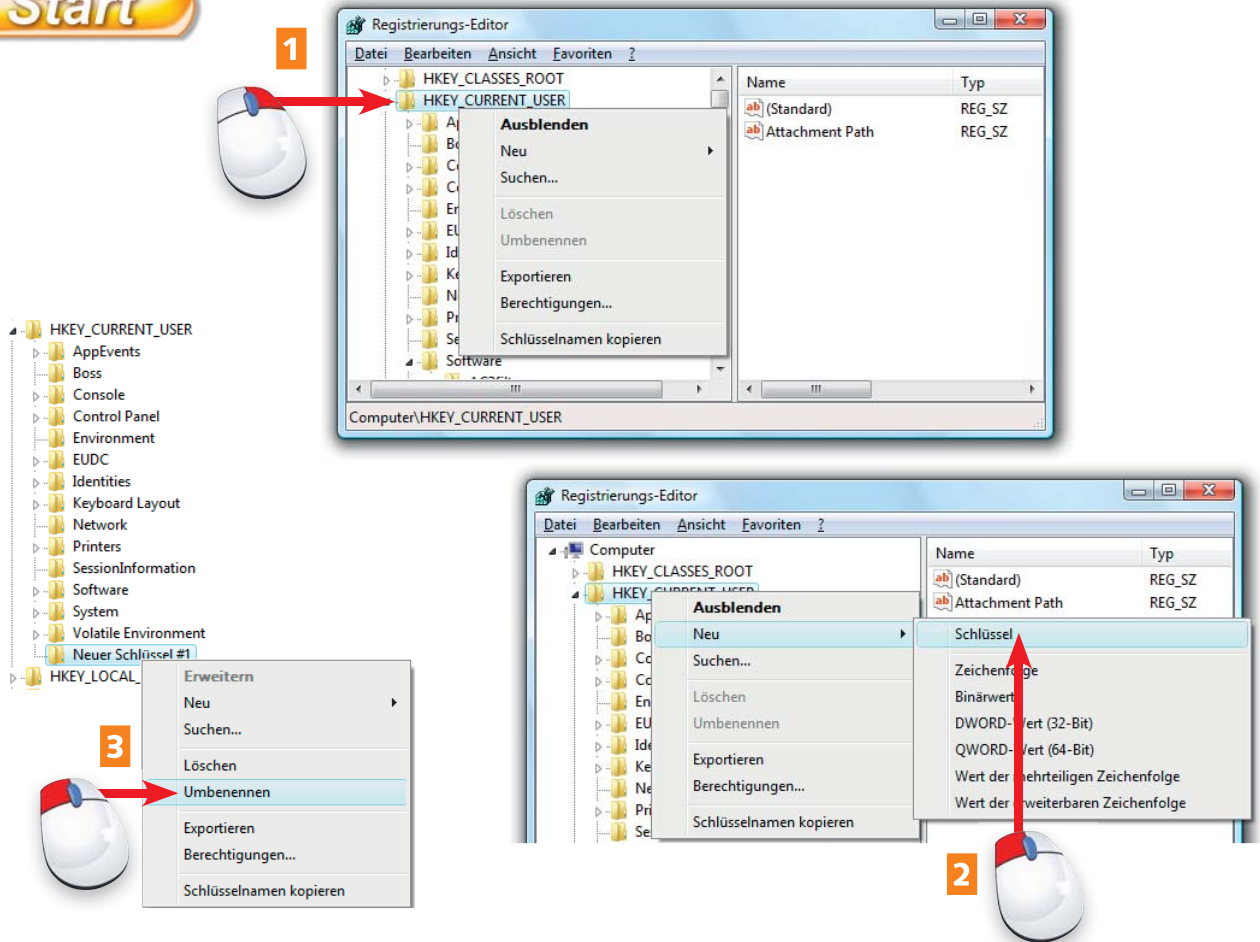 Start
1
Registrierungs-Editor
Datei Bearbeiten Ansicht Favoriten ?
HKEY_CLASSES_ROOT
HKEY_CURRENT_USER
Ausblenden
Neu
Suchen...
Löschen
Umbenennen
Exportieren
Berechtigungen...
Schlüsselnamen kopieren
Software
Name Typ
(Standard) REG_SZ
Attachment Path REG_SZ
Computer\HKEY_CURRENT_USER
Registrierungs-Editor
Datei Bearbeiten Ansicht Favoriten ?
Computer
HKEY_CLASSES_ROOT
Ausblenden
Neu
Suchen...
Löschen
Umbenennen
Exportieren
Berechtigungen...
Schlüsselnamen kopieren
Name Typ
(Standard) REG_SZ
Attachment Path REG_SZ
Schlüssel
Zeichenfolge
Binärwert
DWORD-Wert (32-Bit)
QWORD-Wert (64-Bit)
Wert der mehrteiligen Zeichenfolge
Wert der erweiterbaren Zeichenfolge
2
HKEY_CURRENT_USER
AppEvents
Boss
Console
Control Panel
Environment
EUDC
Identities
Keyboard Layout
Network
Printers
SessionInformation
Software
System
Volatile Environment
Neuer Schlüssel #1
HKEY_LOCAL_
Erweitern
Neu
Suchen...
Löschen
Umbenennen
Exportieren
Berechtigungen...
Schlüsselnamen kopieren
3